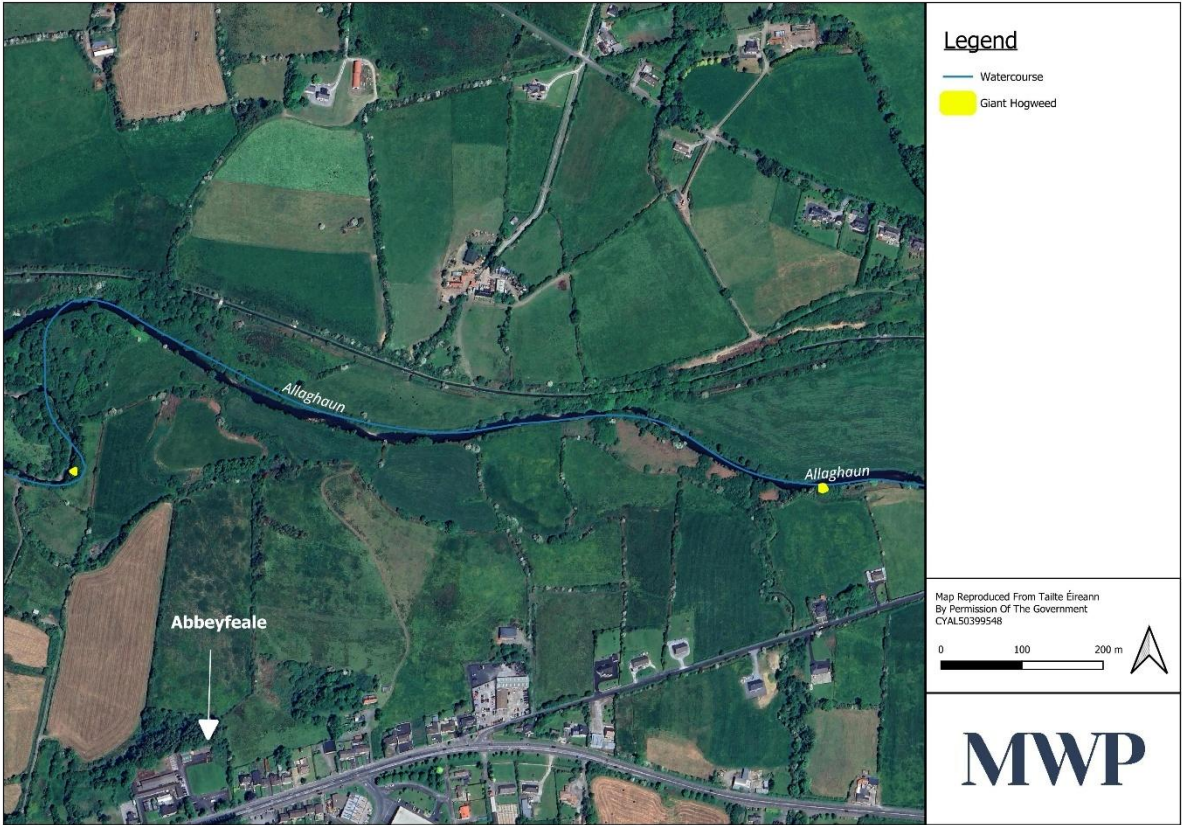 Legend
Watercourse
Giant Hogweed
Allaghaun
Allaghaun
Abbeyfeale
Map Reproduced From Tailte Éireann
By Permission Of The Government
CYAL50399548
0 100 200 m
MWP